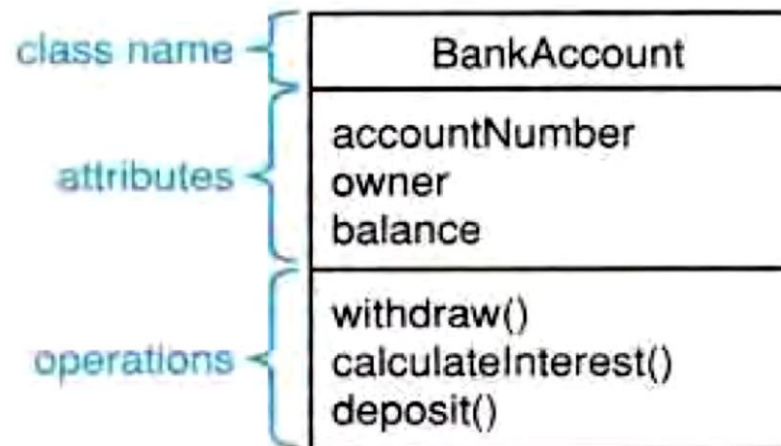 class name
BankAccount
attributes
accountNumber
owner
balance
operations
withdraw()
calculateInterest()
deposit()